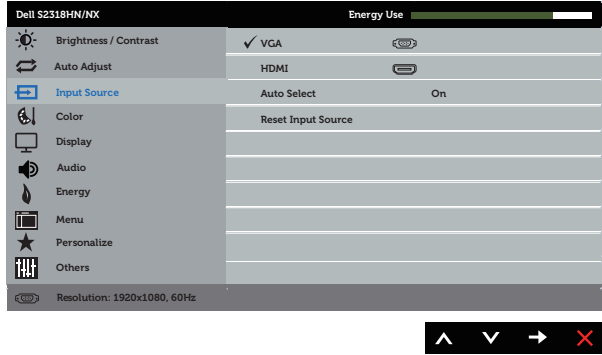 Dell S2318HN/NX Energy Use
Brightness / Contrast
Auto Adjust
Input Source
Color
Display
Audio
Energy
Menu
Personalize
Others
VGA
HDMI
Auto Select On
Reset Input Source
Resolution: 1920x1080, 60Hz